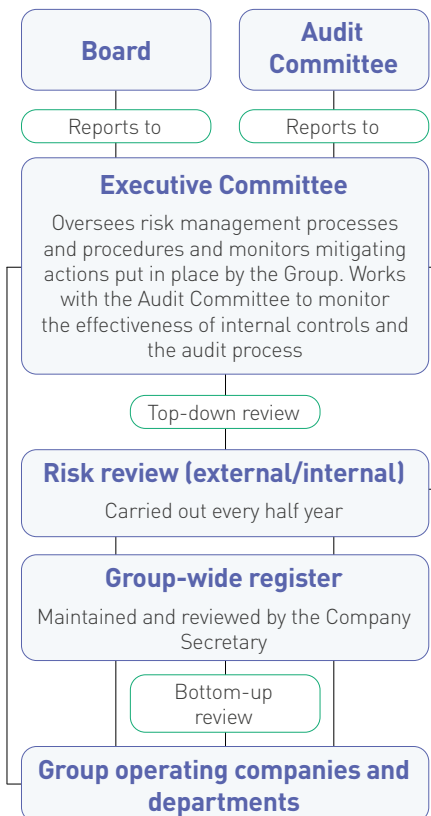 Board
Audit
Committee
Reports to
Reports to
Executive Committee
Oversees risk management processes
and procedures and monitors mitigating
actions put in place by the Group. Works
with the Audit Committee to monitor
the effectiveness of internal controls and
the audit process
Top-down review
Risk review (external/internal)
Carried out every half year
Group-wide register
Maintained and reviewed by the Company
Secretary
Bottom-up
review
Group operating companies and
departments